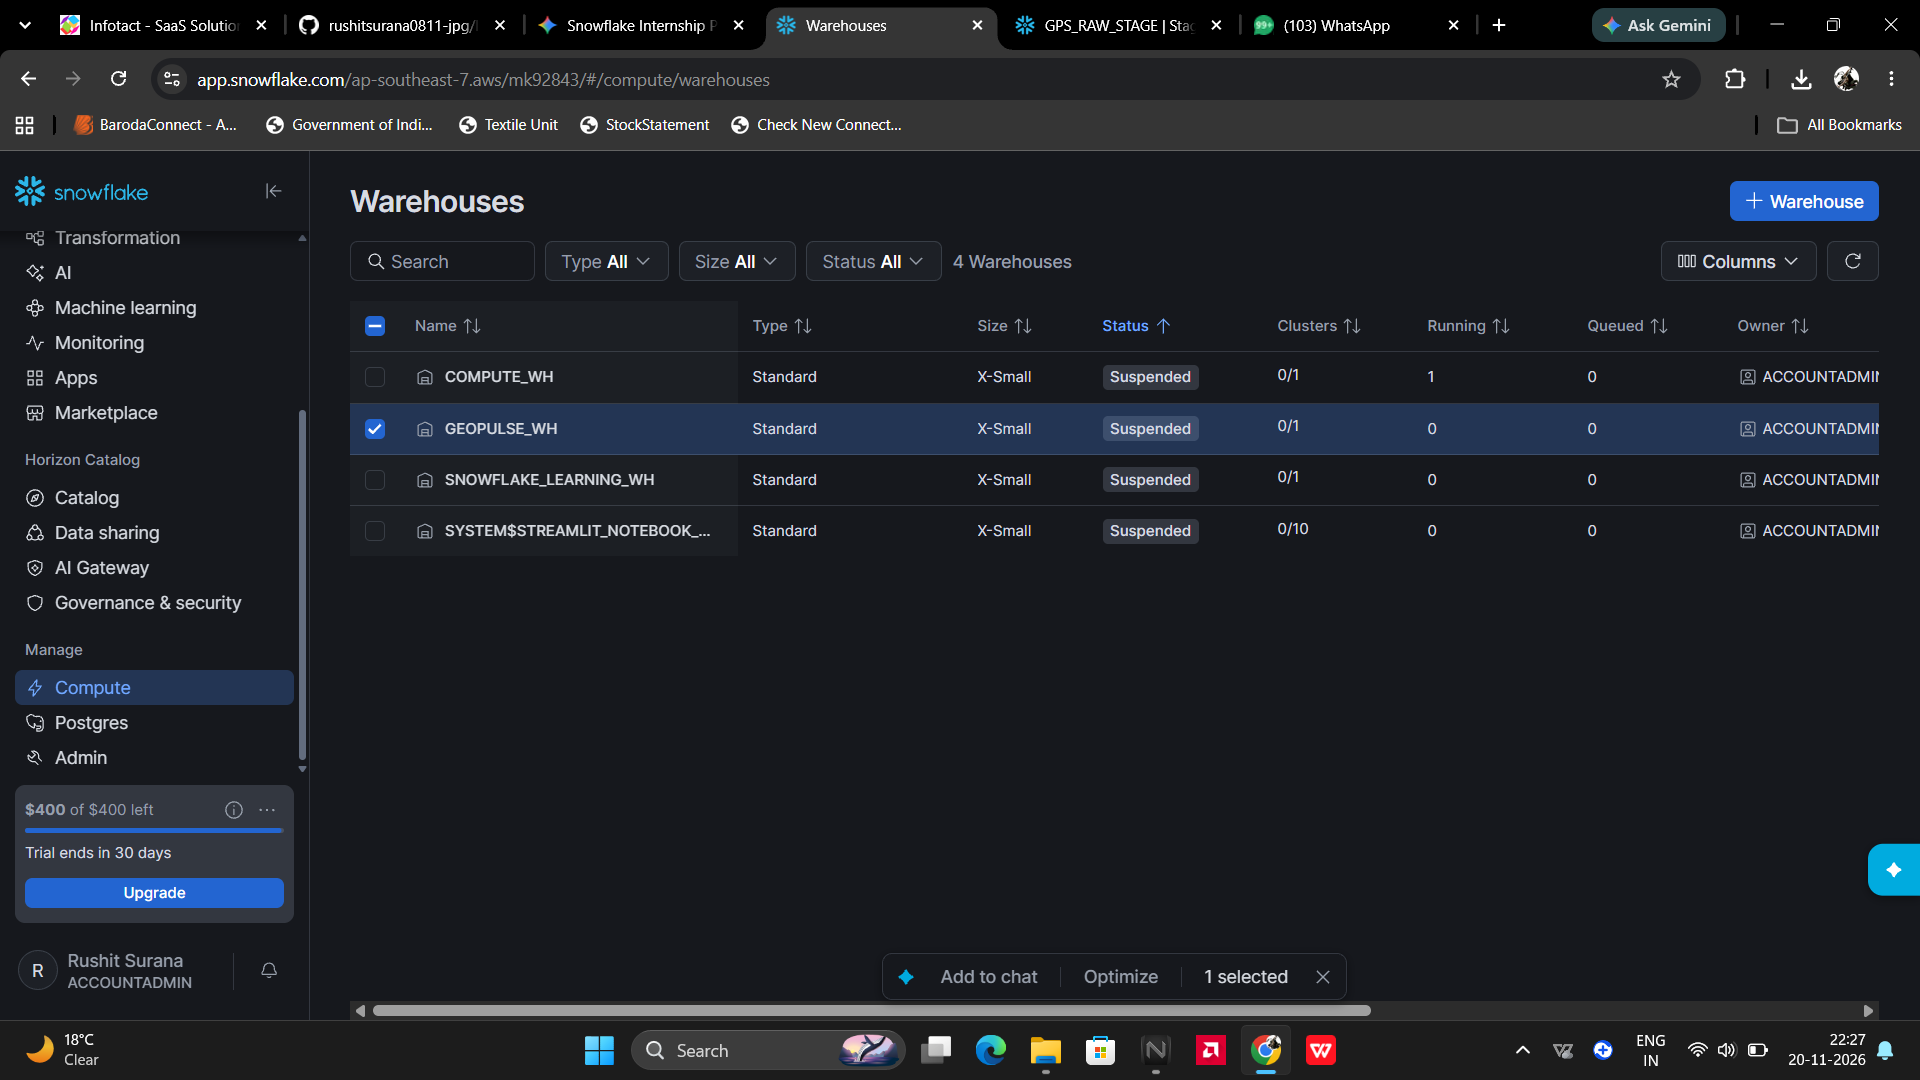 Infotact - SaaS Solutio
rushitsurana0811-jpg/
Snowflake Internship P
Warehouses
GPS_RAW_STAGE | Stag
99+
(103) WhatsApp
Ask Gemini
app.snowflake.com/ap-southeast-7.aws/mk92843/#/compute/warehouses
BarodaConnect - A...
Government of Indi...
Textile Unit
StockStatement
Check New Connect...
All Bookmarks
snowflake
Transformation
AI
Machine learning
Monitoring
Apps
Marketplace
Horizon Catalog
Catalog
Data sharing
AI Gateway
Governance & security
Manage
Compute
Postgres
Admin
$400 of $400 left
Trial ends in 30 days
Upgrade
R
Rushit Surana
ACCOUNTADMIN
Warehouses
+ Warehouse
Search
Type All
Size All
Status All
4 Warehouses
Columns
Name Type Size Status Clusters Running Queued Owner
COMPUTE_WH Standard X-Small Suspended 0/1 1 0 ACCOUNTADMIN
GEOPULSE_WH Standard X-Small Suspended 0/1 0 0 ACCOUNTADMIN
SNOWFLAKE_LEARNING_WH Standard X-Small Suspended 0/1 0 0 ACCOUNTADMIN
SYSTEM$STREAMLIT_NOTEBOOK_... Standard X-Small Suspended 0/10 0 0 ACCOUNTADMIN
Add to chat
Optimize
1 selected
18°C
Clear
Search
N
W
ENG
IN
22:27
20-11-2026